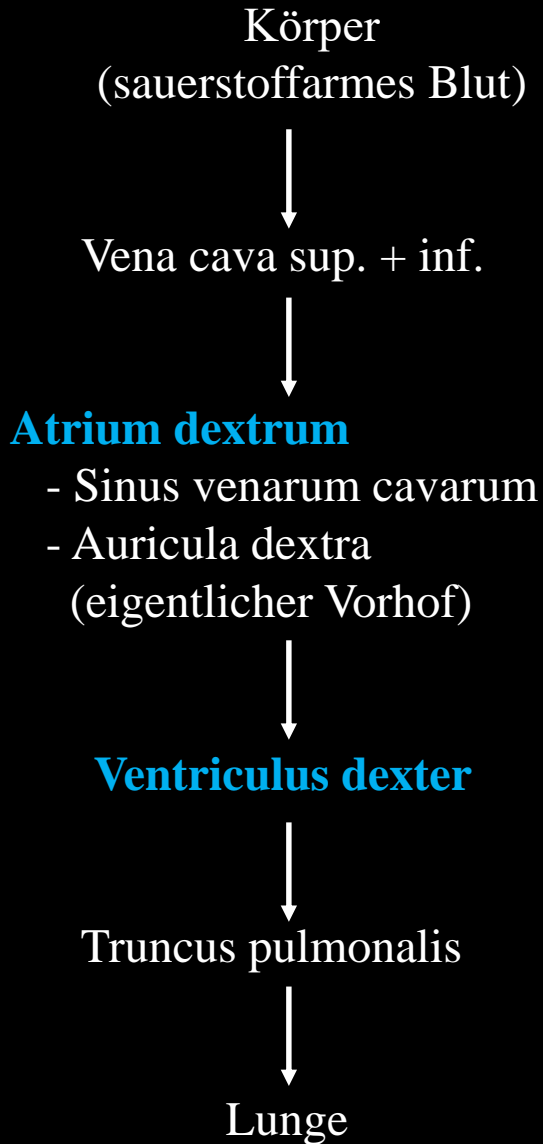 Körper
(sauerstoffarmes Blut)
Vena cava sup. + inf.
Atrium dextrum
- Sinus venarum cavarum
- Auricula dextra
(eigentlicher Vorhof)
Ventriculus dexter
Truncus pulmonalis
Lunge